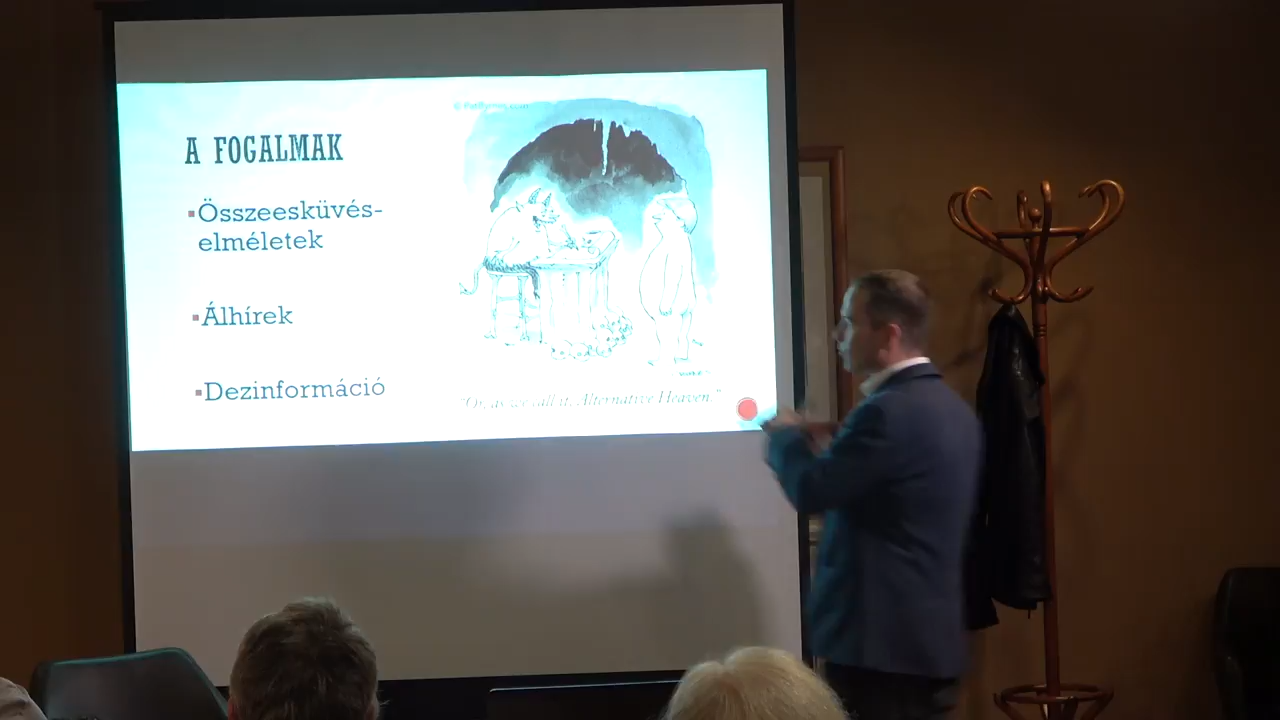 A FOGALMAK
▪Összeesküvés-
elméletek
▪Álhírek
▪Dezinformáció
"Or, as we call it, Alternative Heaven."